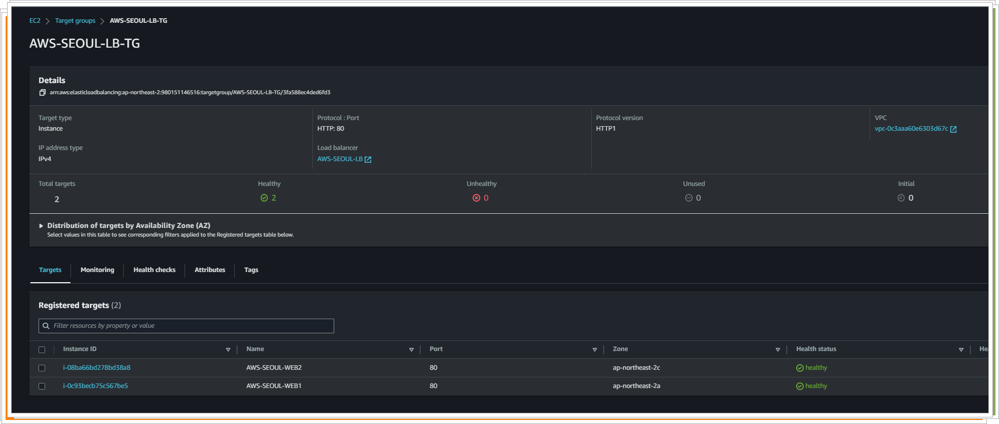 EC2 > Target groups > AWS-SEOUL-LB-TG
AWS-SEOUL-LB-TG
Details
arn:aws:elasticloadbalancing:ap-northeast-2:980151146516:targetgroup/AWS-SEOUL-LB-TG/3fa588ec4ded6fd3
Target type
Instance
Protocol : Port
HTTP: 80
Protocol version
HTTP1
VPC
vpc-0c3aaa60e6303d67c
IP address type
IPv4
Load balancer
AWS-SEOUL-LB
Total targets
2
Healthy
2
Unhealthy
0
Unused
0
Initial
0
Distribution of targets by Availability Zone (AZ)
Select values in this table to see corresponding filters applied to the Registered targets table below.
Targets Monitoring Health checks Attributes Tags
Registered targets (2)
Filter resources by property or value
Instance ID Name Port Zone Health status
i-08ba66bd278bd38a8 AWS-SEOUL-WEB2 80 ap-northeast-2c healthy
i-0c93becb75c567be5 AWS-SEOUL-WEB1 80 ap-northeast-2a healthy